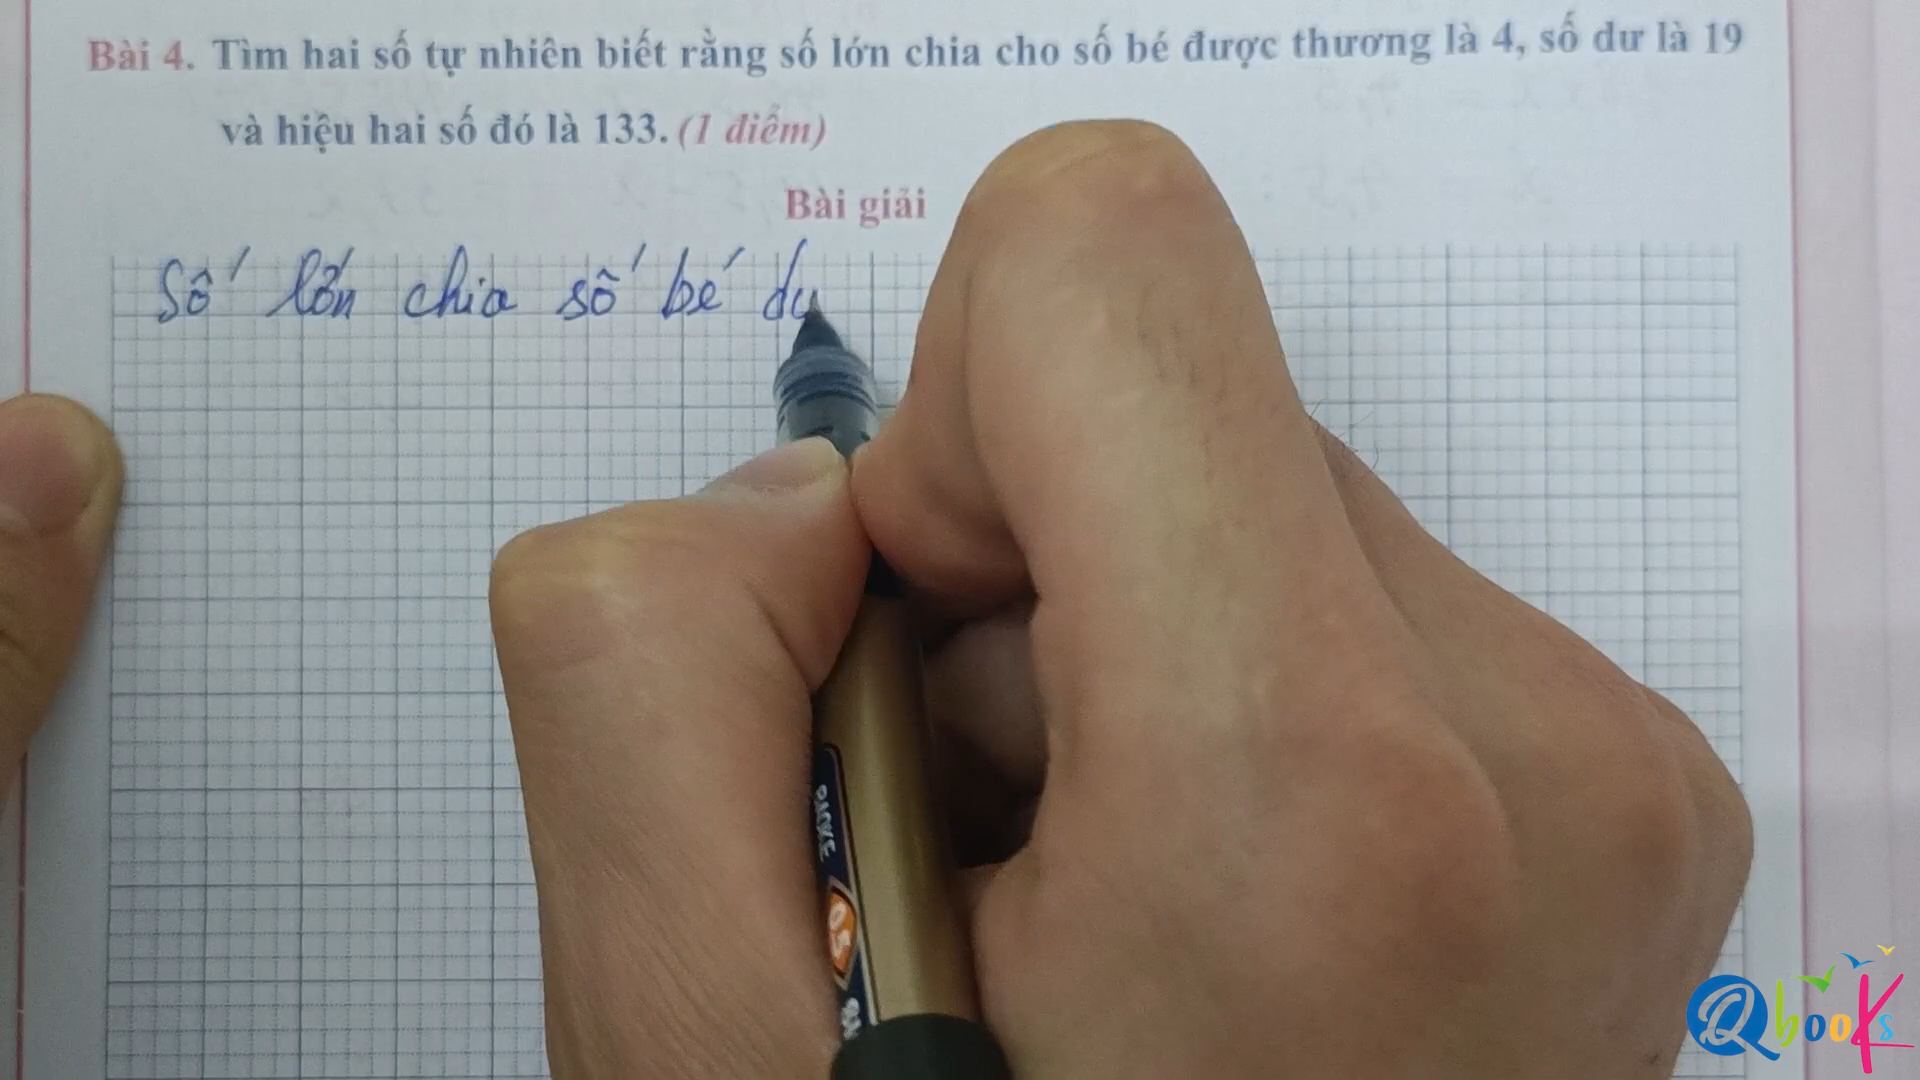 Bài 4. Tìm hai số tự nhiên biết rằng số lớn chia cho số bé được thương là 4, số dư là 19
và hiệu hai số đó là 133. (1 điểm)
Bài giải
Số lớn chia số bé
05
Qbooks